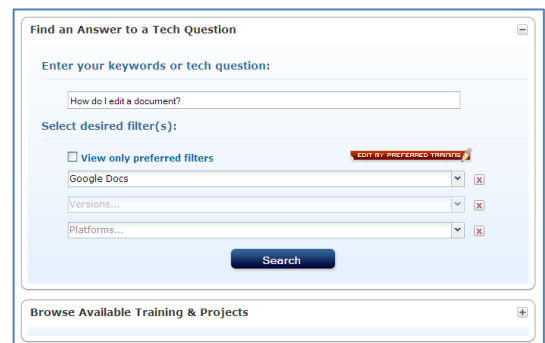 Find an Answer to a Tech Question
Enter your keywords or tech question:
How do I edit a document?
Select desired filter(s):
View only preferred filters
EDIT MY PREFERRED TRAINING
Google Docs
Versions...
Platforms...
Search
Browse Available Training & Projects